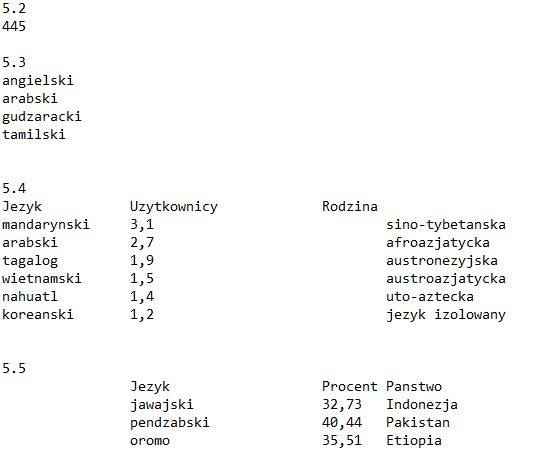 5.2
445
5.3
angielski
arabski
gudzaracki
tamilski
5.4
Jezyk Uzytkownicy Rodzina
mandarynski 3,1 sino-tybetanska
arabski 2,7 afroazjatycka
tagalog 1,9 austronezyjska
wietnamski 1,5 austroazjatycka
nahuatl 1,4 uto-aztecka
koreanski 1,2 jezyk izolowany
5.5
Jezyk Procent Panstwo
jawajski 32,73 Indonezja
pendzabski 40,44 Pakistan
oromo 35,51 Etiopia